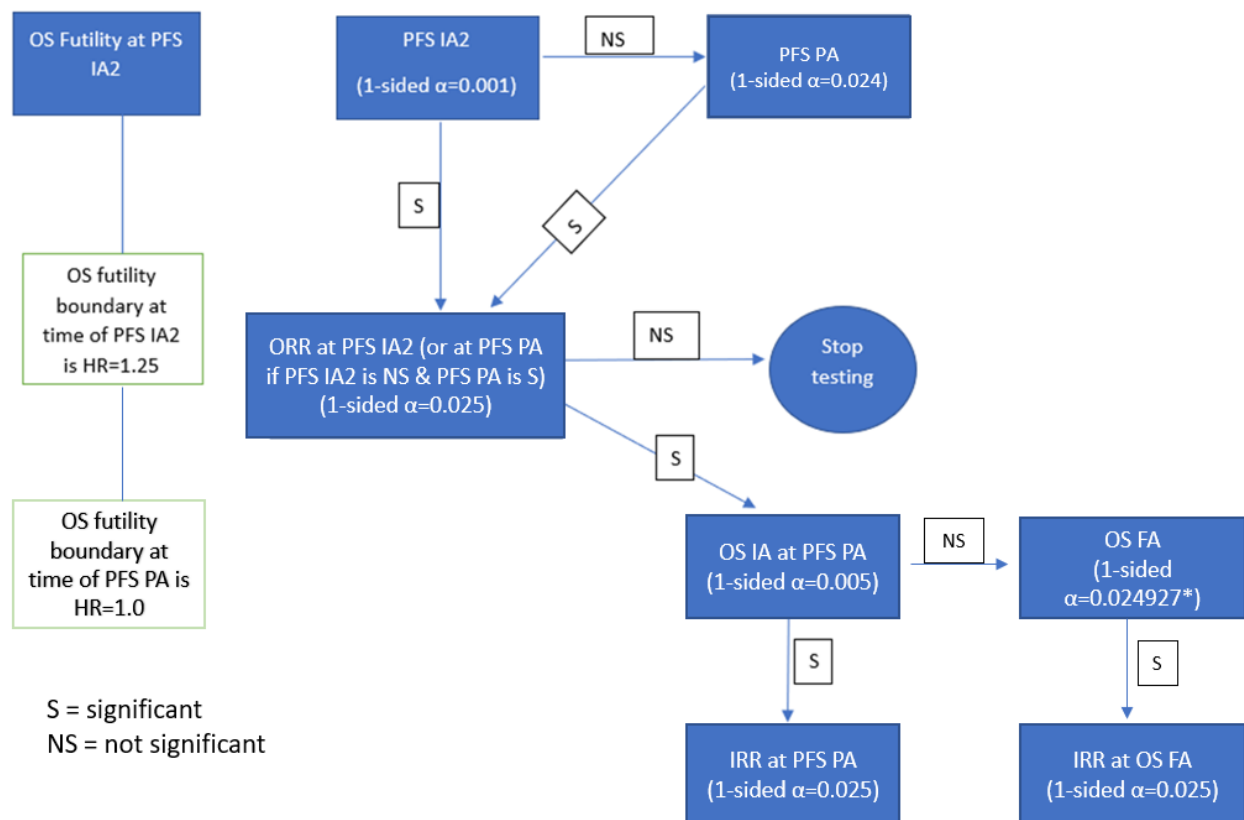 OS Futility at PFS
IA2
PFS IA2
(1-sided α=0.001)
NS
PFS PA
(1-sided α=0.024)
S
S
OS futility
boundary at
time of PFS IA2
is HR=1.25
ORR at PFS IA2 (or at PFS PA
if PFS IA2 is NS & PFS PA is S)
(1-sided α=0.025)
NS
Stop
testing
S
OS futility
boundary at
time of PFS PA is
HR=1.0
OS IA at PFS PA
(1-sided α=0.005)
NS
OS FA
(1-sided
α=0.024927*)
S
S
S = significant
NS = not significant
IRR at PFS PA
(1-sided α=0.025)
IRR at OS FA
(1-sided α=0.025)